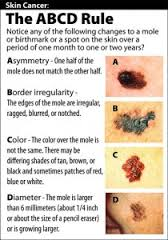 Skin Cancer:
The ABCD Rule
Notice any of the following changes to a mole
or birthmark or a spot on the skin over a
period of one month to one or two years?
Asymmetry - One half of the
mole does not match the other half.
A
Border irregularity -
The edges of the mole are irregular,
ragged, blurred, or notched.
B
Color - The color over the mole is
not the same. There may be
differing shades of tan, brown, or
black and sometimes patches of red,
blue or white.
C
Diameter - The mole is larger
than 6 millimeters (about 1/4 inch
or about the size of a pencil eraser)
or is growing larger.
D